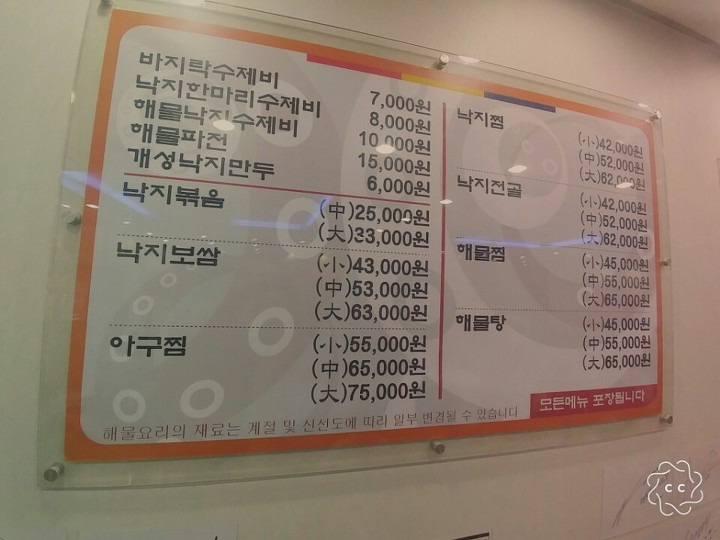 바지락수제비 7,000원
낙지한마리수제비 8,000원
해물낙지수제비 10,000원
해물파전 15,000원
개성낙지만두 6,000원
낙지볶음 (中)25,000원
(大)33,000원
낙지보쌈 (小)43,000원
(中)53,000원
(大)63,000원
아구찜 (小)55,000원
(中)65,000원
(大)75,000원
낙지찜 (小)42,000원
(中)52,000원
(大)62,000원
낙지전골 (小)42,000원
(中)52,000원
(大)62,000원
해물찜 (小)45,000원
(中)55,000원
(大)65,000원
해물탕 (小)45,000원
(中)55,000원
(大)65,000원
모든메뉴 포장됩니다
해물요리의 재료는 계절 및 신선도에 따라 일부 변경될 수 있습니다
cc